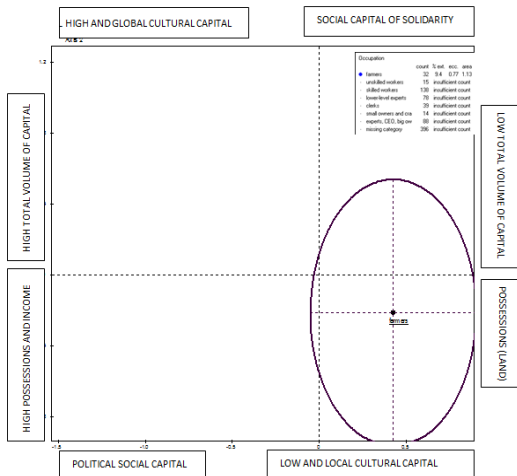 HIGH AND GLOBAL CULTURAL CAPITAL
SOCIAL CAPITAL OF SOLIDARITY
1.2
Occupation
count % ext. ecc. area
farmers 32 9.4 0.77 1.13
unskilled workers 15 insufficient count
skilled workers 130 insufficient count
lower-level experts 78 insufficient count
clerks 39 insufficient count
small owners and 14 insufficient count
experts, CEO, big ow 88 insufficient count
missing category 396 insufficient count
HIGH TOTAL VOLUME OF CAPITAL
LOW TOTAL VOLUME OF CAPITAL
HIGH POSSESSIONS AND INCOME
POSSESSIONS (LAND)
farmers
-1.5 -1.0 -0.5 0 0.5
POLITICAL SOCIAL CAPITAL
LOW AND LOCAL CULTURAL CAPITAL